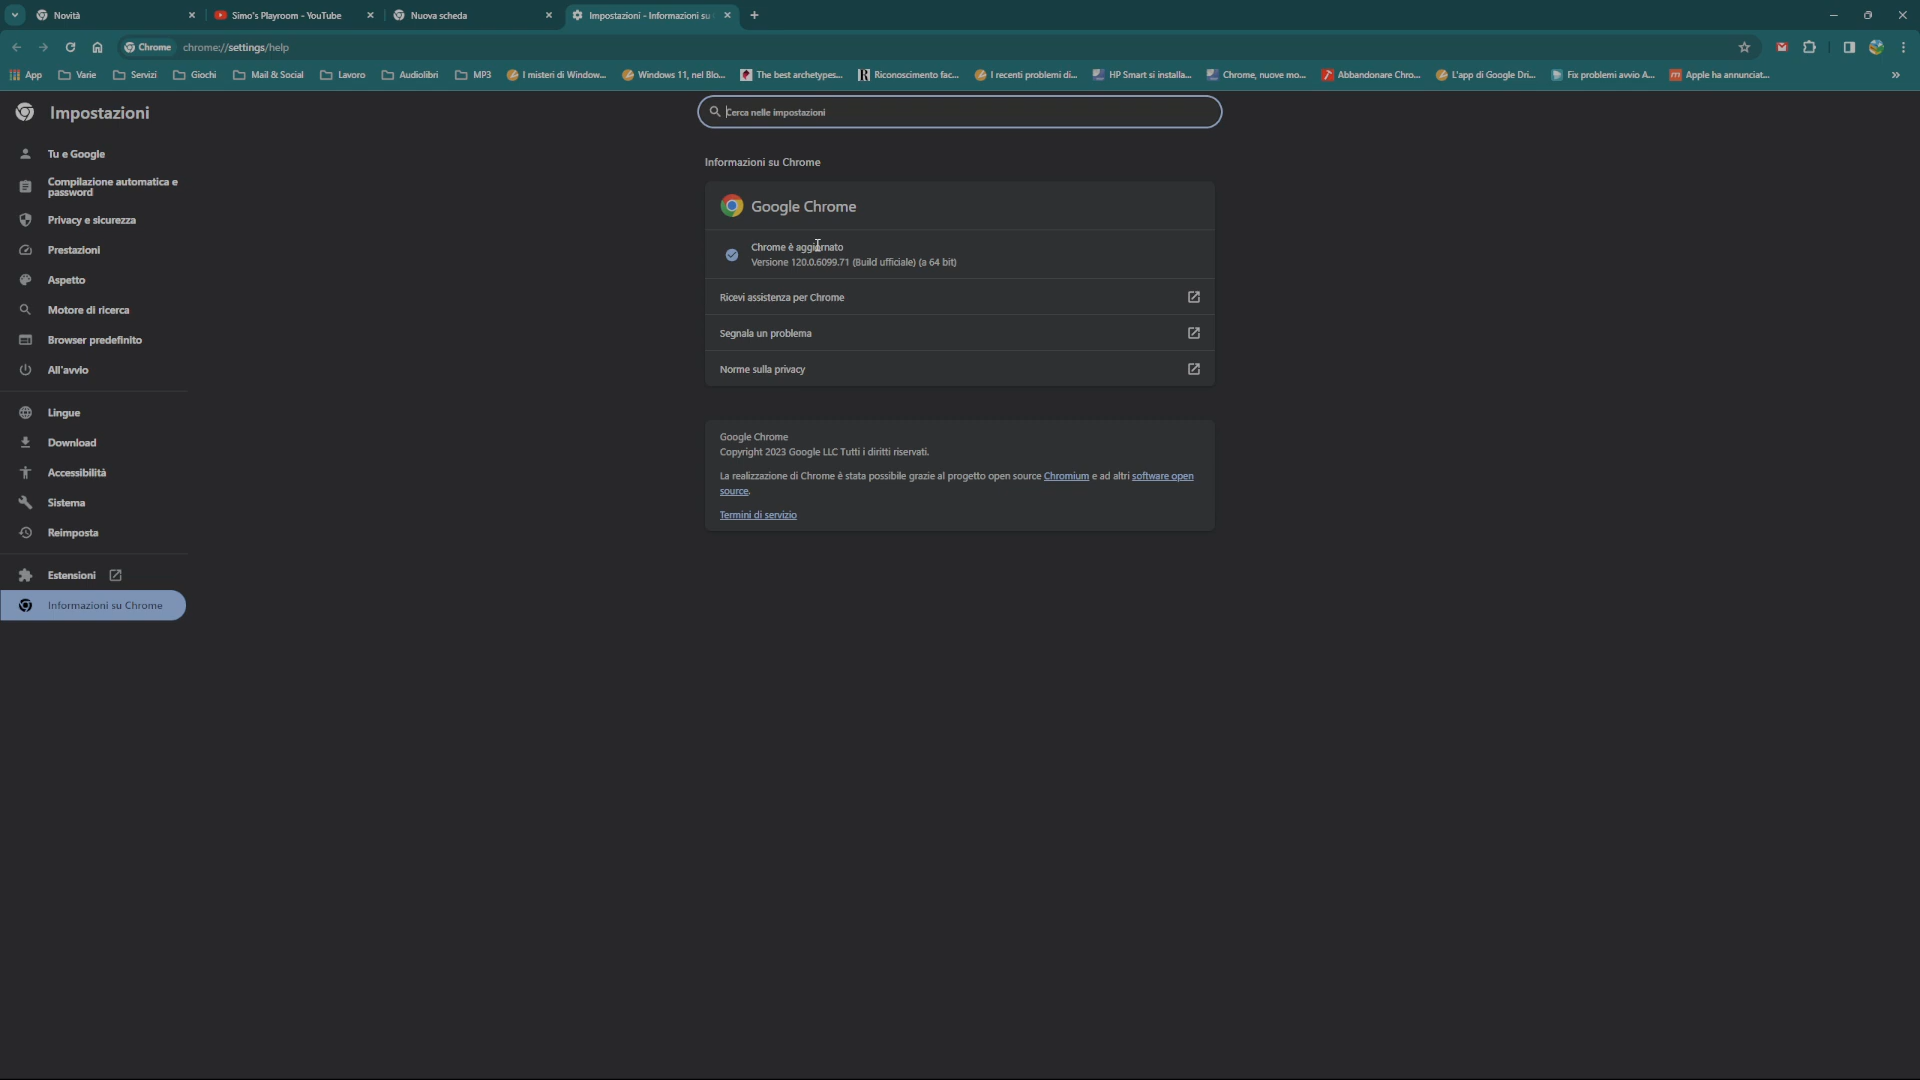 Novità
Simo's Playroom - YouTube
Nuova scheda
Impostazioni - Informazioni su
Chrome
chrome://settings/help
App
Varie
Servizi
Giochi
Mail & Social
Lavoro
Audiolibri
MP3
I misteri di Window...
Windows 11, nel Blo...
The best archetypes...
Riconoscimento fac...
I recenti problemi di...
HP Smart si installa...
Chrome, nuove mo...
Abbandonare Chro...
L'app di Google Dri...
Fix problemi avvio A...
Apple ha annunciat...
»
Impostazioni
Cerca nelle impostazioni
Tu e Google
Compilazione automatica e
password
Privacy e sicurezza
Prestazioni
Aspetto
Motore di ricerca
Browser predefinito
All'avvio
Lingue
Download
Accessibilità
Sistema
Reimposta
Estensioni
Informazioni su Chrome
Informazioni su Chrome
Google Chrome
Chrome è aggiornato
Versione 120.0.6099.71 (Build ufficiale) (a 64 bit)
Ricevi assistenza per Chrome
Segnala un problema
Norme sulla privacy
Google Chrome
Copyright 2023 Google LLC Tutti i diritti riservati.
La realizzazione di Chrome è stata possibile grazie al progetto open source Chromium e ad altri software open
source.
Termini di servizio